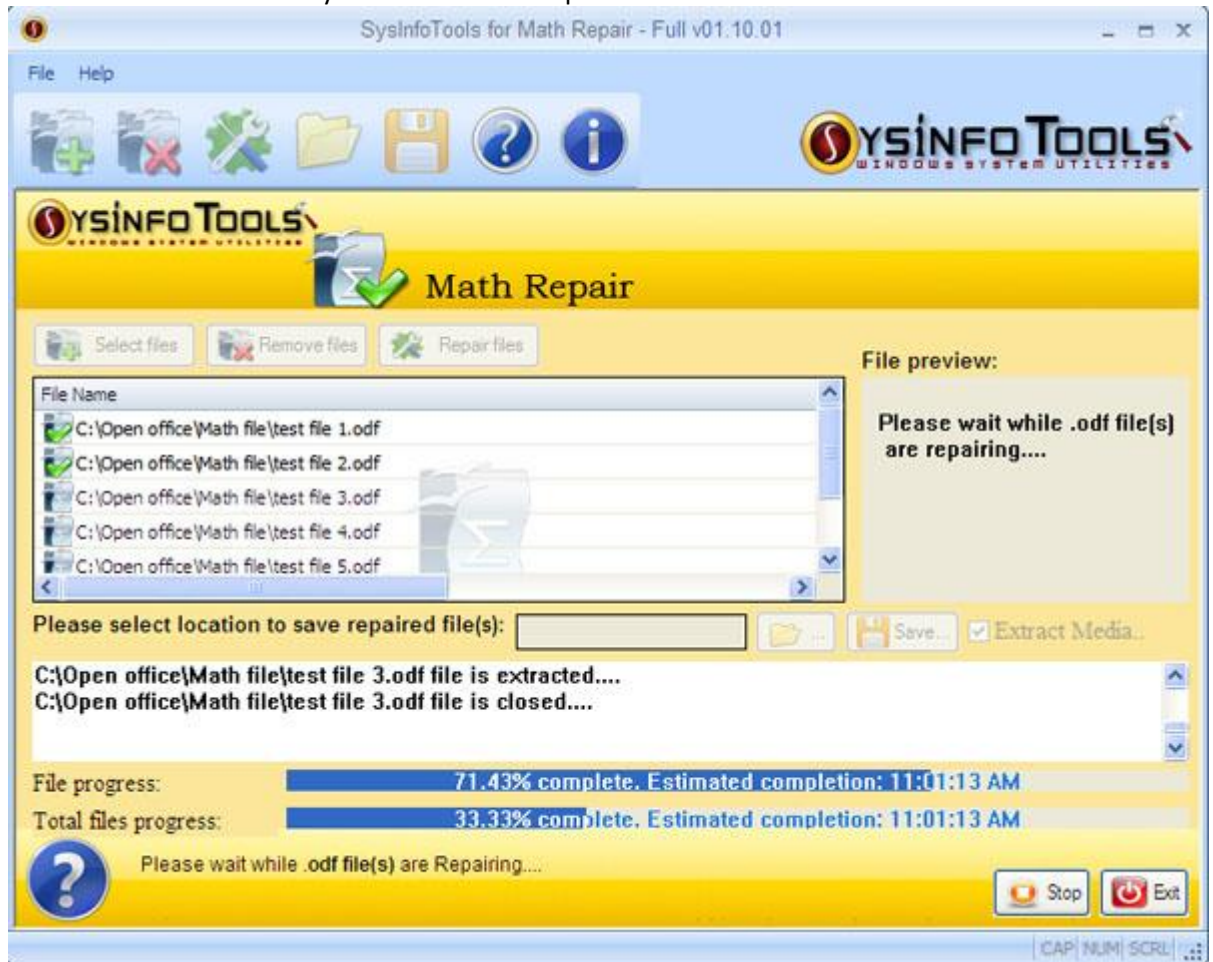 SysInfoTools for Math Repair - Full v01.10.01
File Help
SYSINFO TOOLS
WINDOWS SYSTEM UTILITIES
SYSINFO TOOLS
WINDOWS SYSTEM UTILITIES
Math Repair
Select files Remove files Repair files
File preview:
File Name
C:\Open office\Math file\test file 1.odf
C:\Open office\Math file\test file 2.odf
C:\Open office\Math file\test file 3.odf
C:\Open office\Math file\test file 4.odf
C:\Open office\Math file\test file 5.odf
Please wait while .odf file(s)
are repairing....
Please select location to save repaired file(s): ... Save... Extract Media..
C:\Open office\Math file\test file 3.odf file is extracted....
C:\Open office\Math file\test file 3.odf file is closed....
File progress: 71.43% complete. Estimated completion: 11:01:13 AM
Total files progress: 33.33% complete. Estimated completion: 11:01:13 AM
Please wait while .odf file(s) are Repairing....
Stop Exit
CAP NUM SCRL